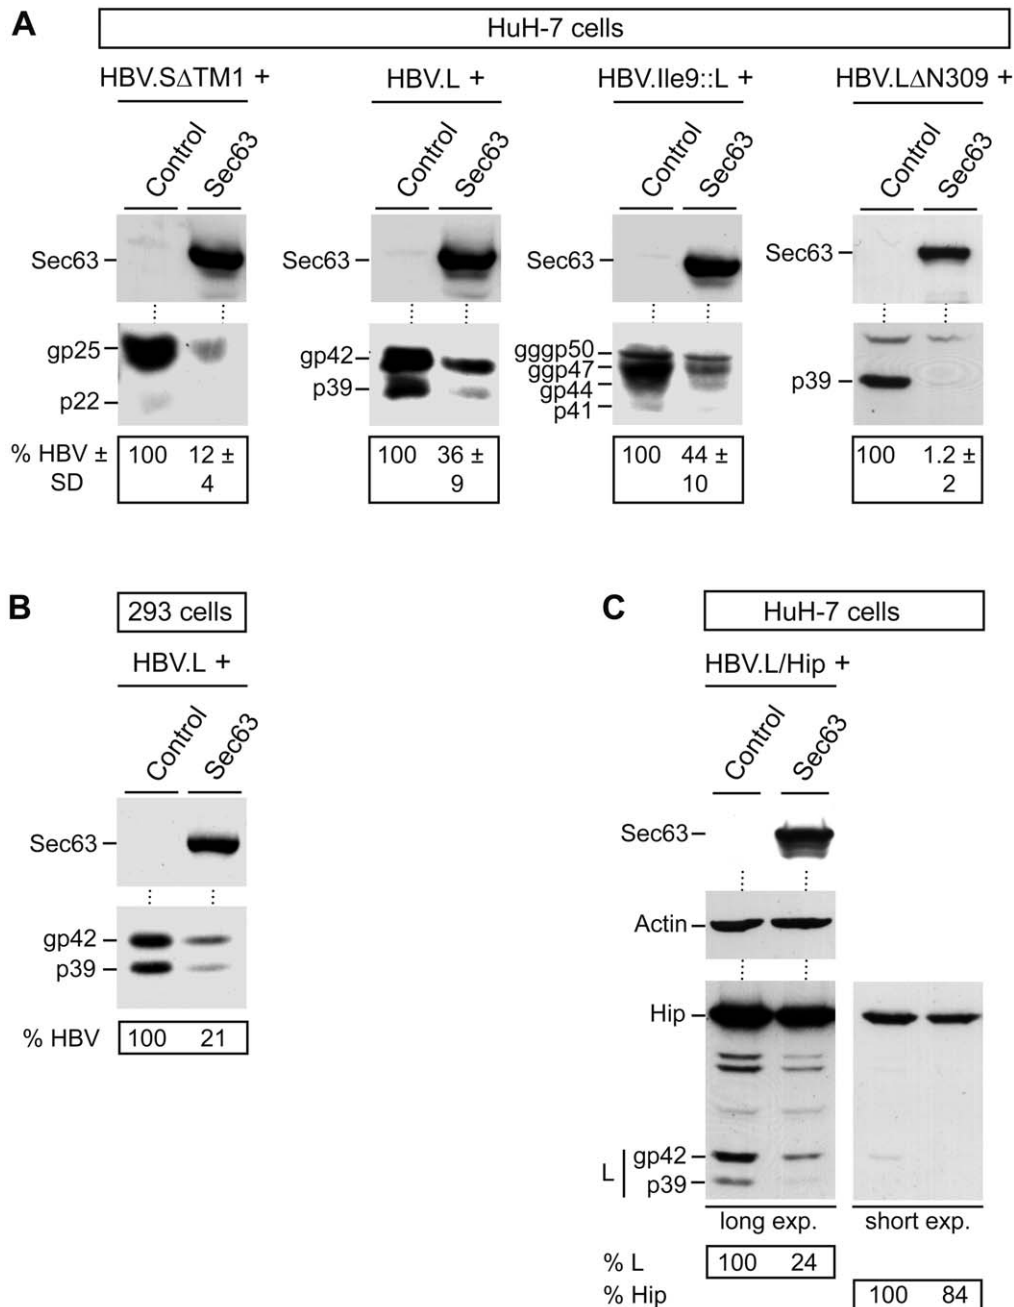 A
HuH-7 cells
HBV.SΔTM1 +
Control
Sec63
Sec63
gp25
p22
% HBV ± SD
100
12 ± 4
HBV.L +
Control
Sec63
Sec63
gp42
p39
100
36 ± 9
HBV.Ile9::L +
Control
Sec63
Sec63
gggp50
ggp47
gp44
p41
100
44 ± 10
HBV.LΔN309 +
Control
Sec63
Sec63
p39
100
1.2 ± 2
B
293 cells
HBV.L +
Control
Sec63
Sec63
gp42
p39
% HBV
100
21
C
HuH-7 cells
HBV.L/Hip +
Control
Sec63
Sec63
Actin
Hip
L
gp42
p39
long exp.
short exp.
% L
100
24
% Hip
100
84